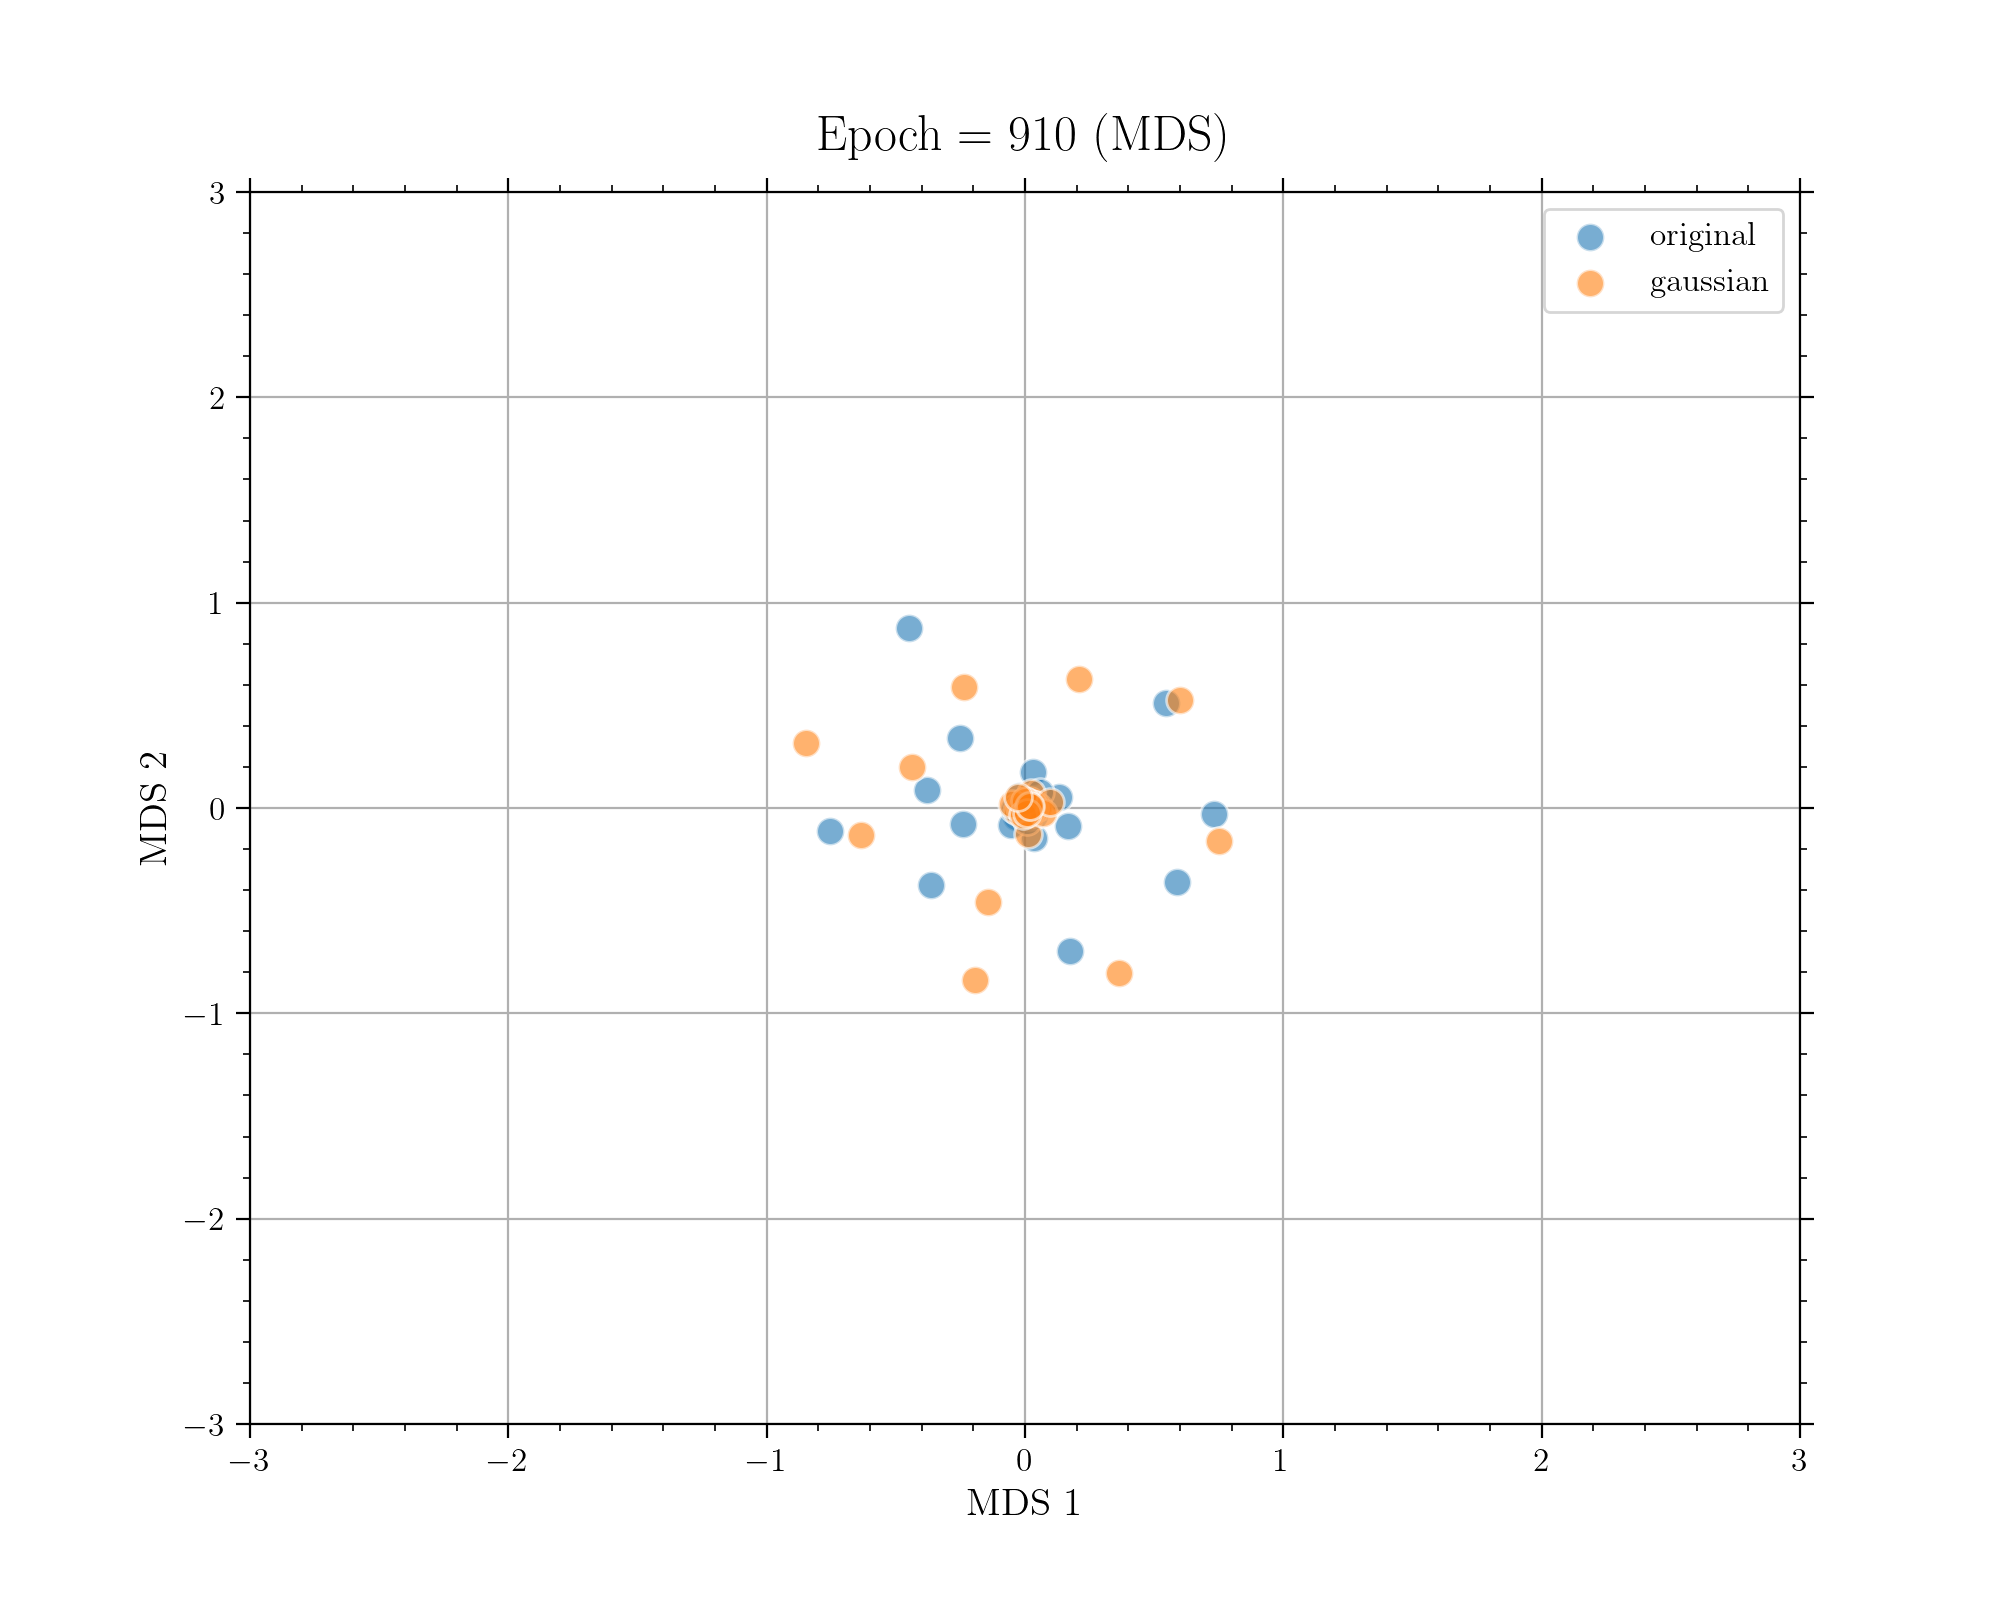 Epoch = 910 (MDS)
original
gaussian
3
2
1
0
−1
−2
−3
MDS 2
−3 −2 −1 0 1 2 3
MDS 1